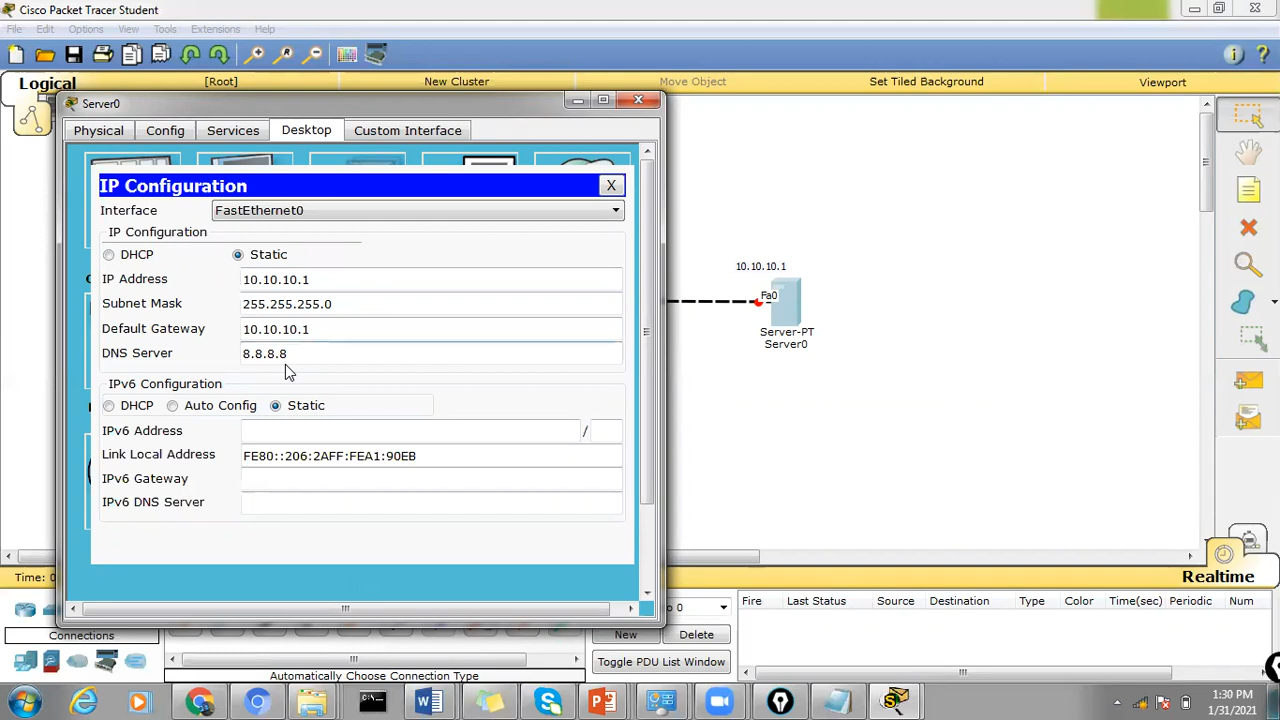 Cisco Packet Tracer Student
File Edit Options View Tools Extensions Help
Logical [Root] New Cluster Move Object Set Tiled Background Viewport
Server0
Physical Config Services Desktop Custom Interface
IP Configuration X
Interface FastEthernet0
IP Configuration
DHCP Static
IP Address 10.10.10.1
Subnet Mask 255.255.255.0
Default Gateway 10.10.10.1
DNS Server 8.8.8.8
IPv6 Configuration
DHCP Auto Config Static
IPv6 Address /
Link Local Address FE80::206:2AFF:FEA1:90EB
IPv6 Gateway
IPv6 DNS Server
10.10.10.1
Fa0
Server-PT
Server0
Time: 0
Realtime
Connections
Automatically Choose Connection Type
o 0
New Delete
Toggle PDU List Window
Fire Last Status Source Destination Type Color Time(sec) Periodic Num
1:30 PM
1/31/2021